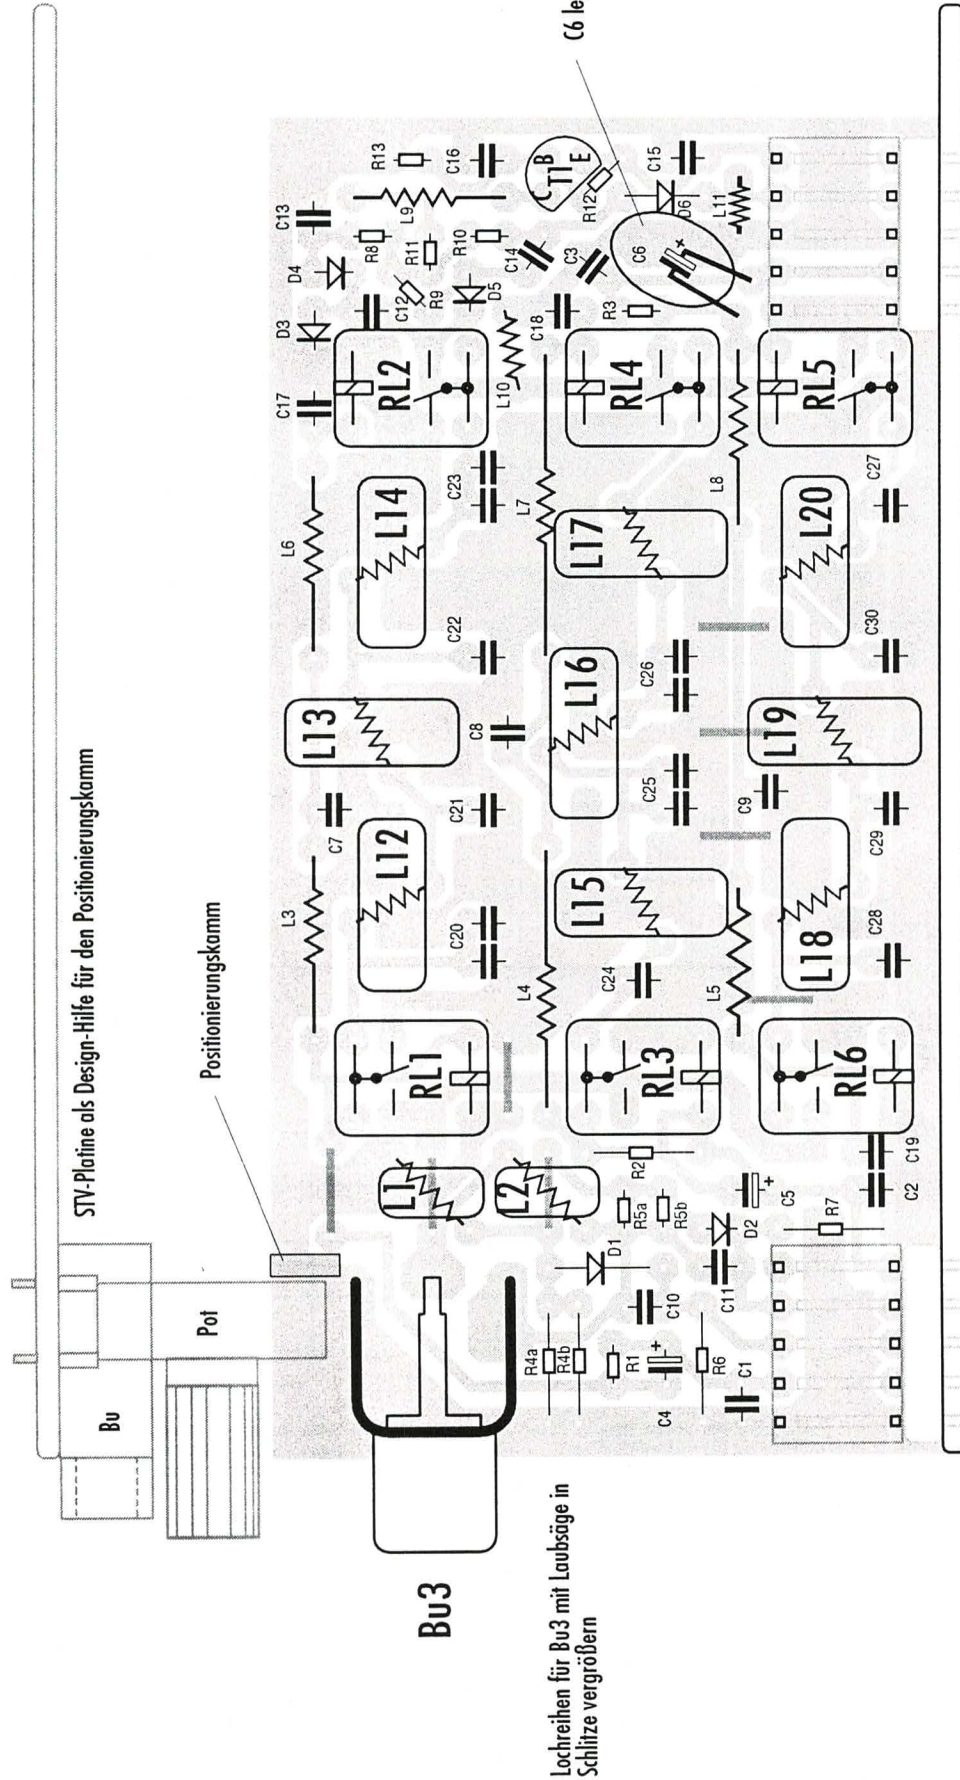 STV-Platine als Design-Hilfe für den Positionierungskamm
Positionierungskamm
Bu
Pot
Bu3
Lochreihen für Bu3 mit Laubsäge in
Schlitze vergrößern
C6 le
L3
C7
L6
C17
D3
D4
C13
L13
L12
L14
RL1
RL2
C12
R8
R11
R9
R10
D5
L9
R13
C16
L1
L2
C20
C21
C8
C22
C23
L10
C14
C18
C3
L4
L7
L15
L16
L17
RL3
RL4
R3
C6
+
C
B
E
T1
R12
D6
C15
L11
R4a
R4b
R1
C4
+
R6
C1
D1
C10
C11
R5a
R5b
R2
D2
C5
+
R7
C2
C19
C24
L5
C25
C26
C9
L8
RL6
L18
L19
L20
RL5
C28
C29
C30
C27